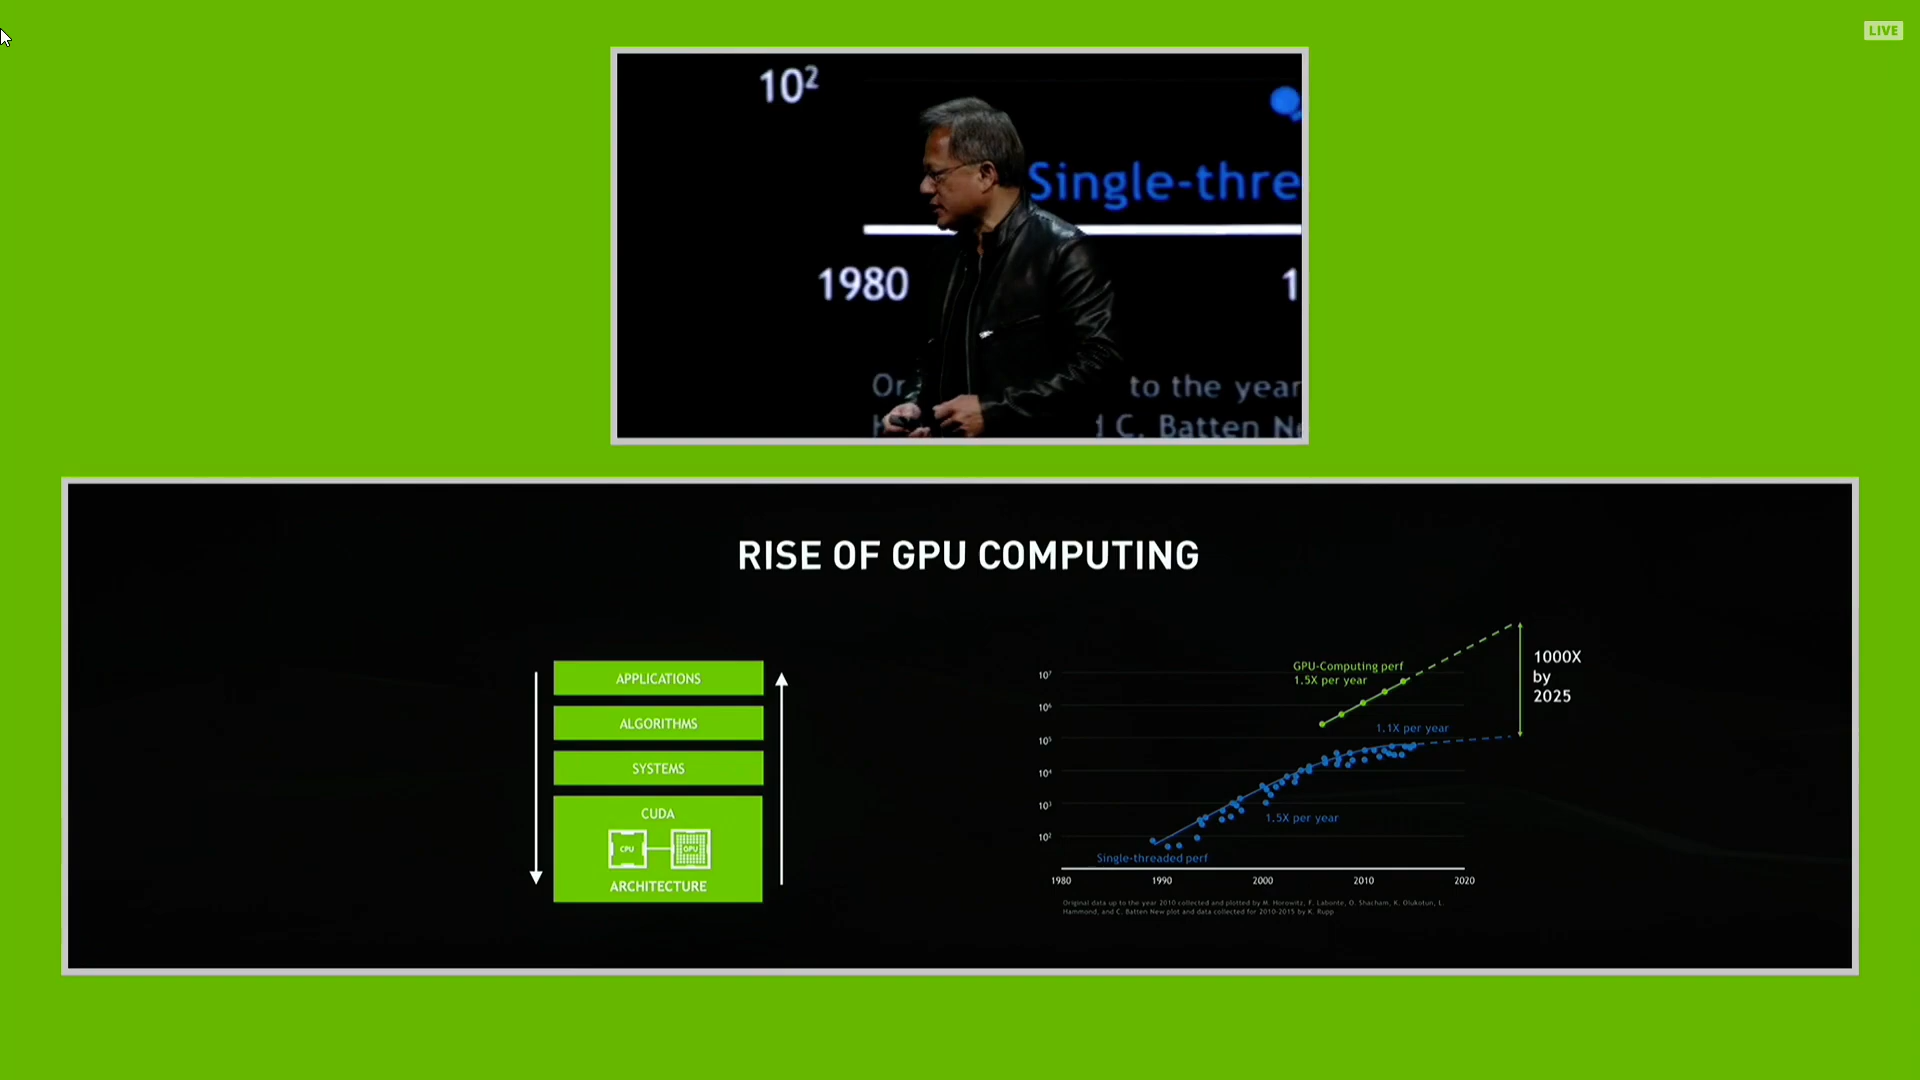 LIVE
10²
Single-thre
1980
1
Or to the year
d C. Batten Ne
RISE OF GPU COMPUTING
APPLICATIONS
ALGORITHMS
SYSTEMS
CUDA
CPU GPU
ARCHITECTURE
GPU-Computing perf
1.5X per year
1000X
by
2025
1.1X per year
1.5X per year
Single-threaded perf
10⁷
10⁶
10⁵
10⁴
10³
10²
1980 1990 2000 2010 2020
Original data up to the year 2010 collected and plotted by M. Horowitz, F. Labonte, O. Shacham, K. Olukotun, L.
Hammond, and C. Batten New plot and data collected for 2010-2015 by K. Rupp